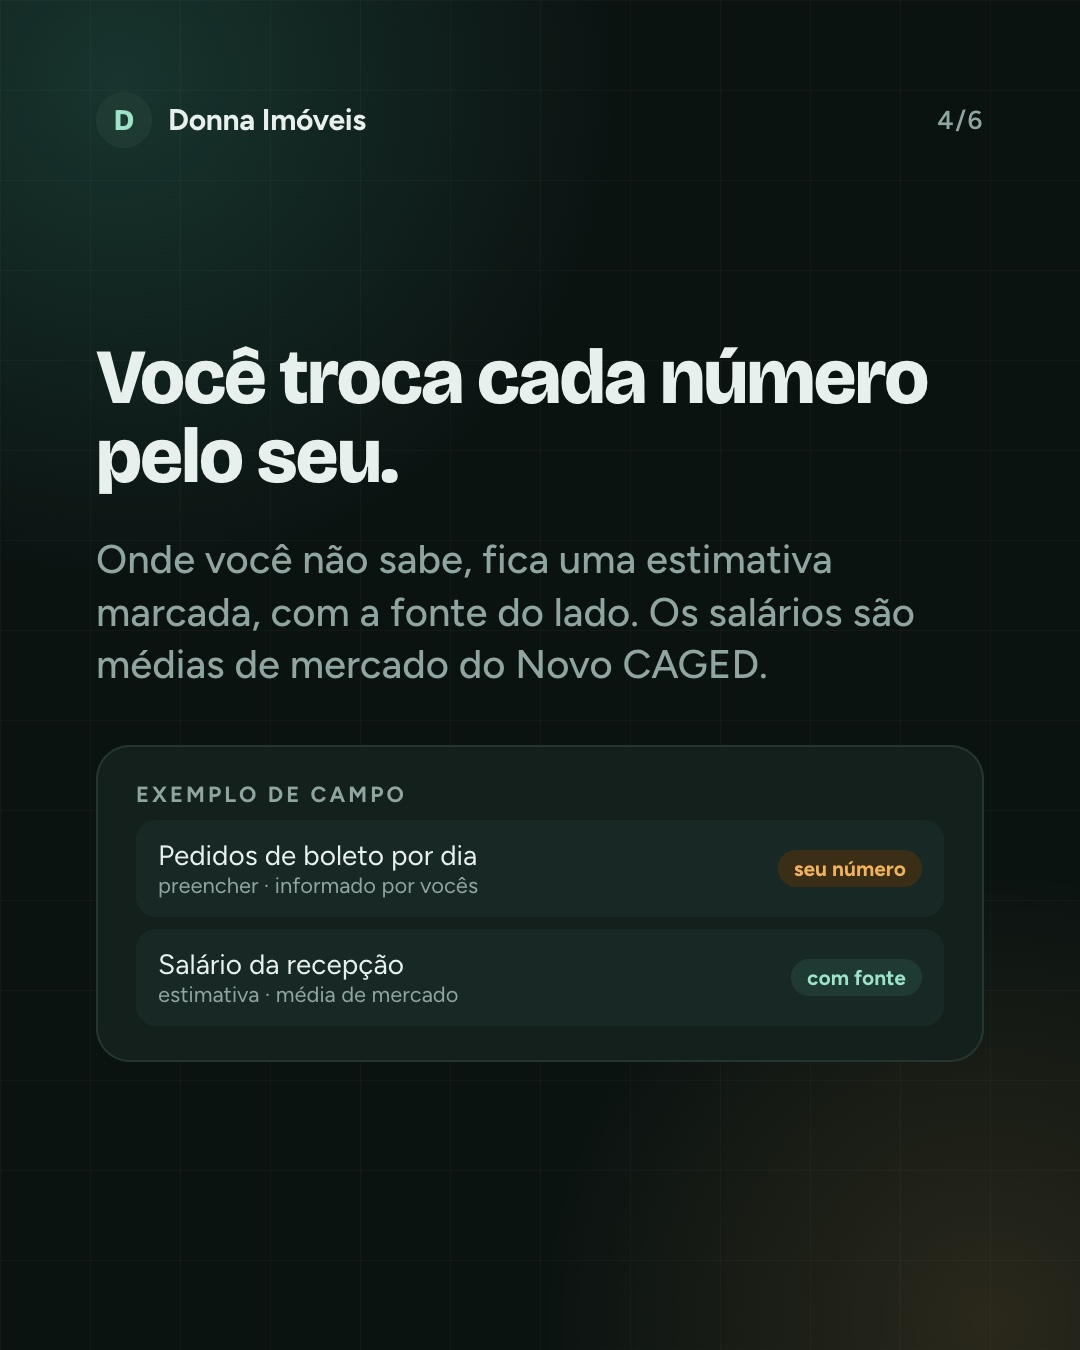 D
Donna Imóveis
4/6
Você troca cada número
pelo seu.
Onde você não sabe, fica uma estimativa
marcada, com a fonte do lado. Os salários são
médias de mercado do Novo CAGED.
EXEMPLO DE CAMPO
Pedidos de boleto por dia
preencher · informado por vocês
seu número
Salário da recepção
estimativa · média de mercado
com fonte